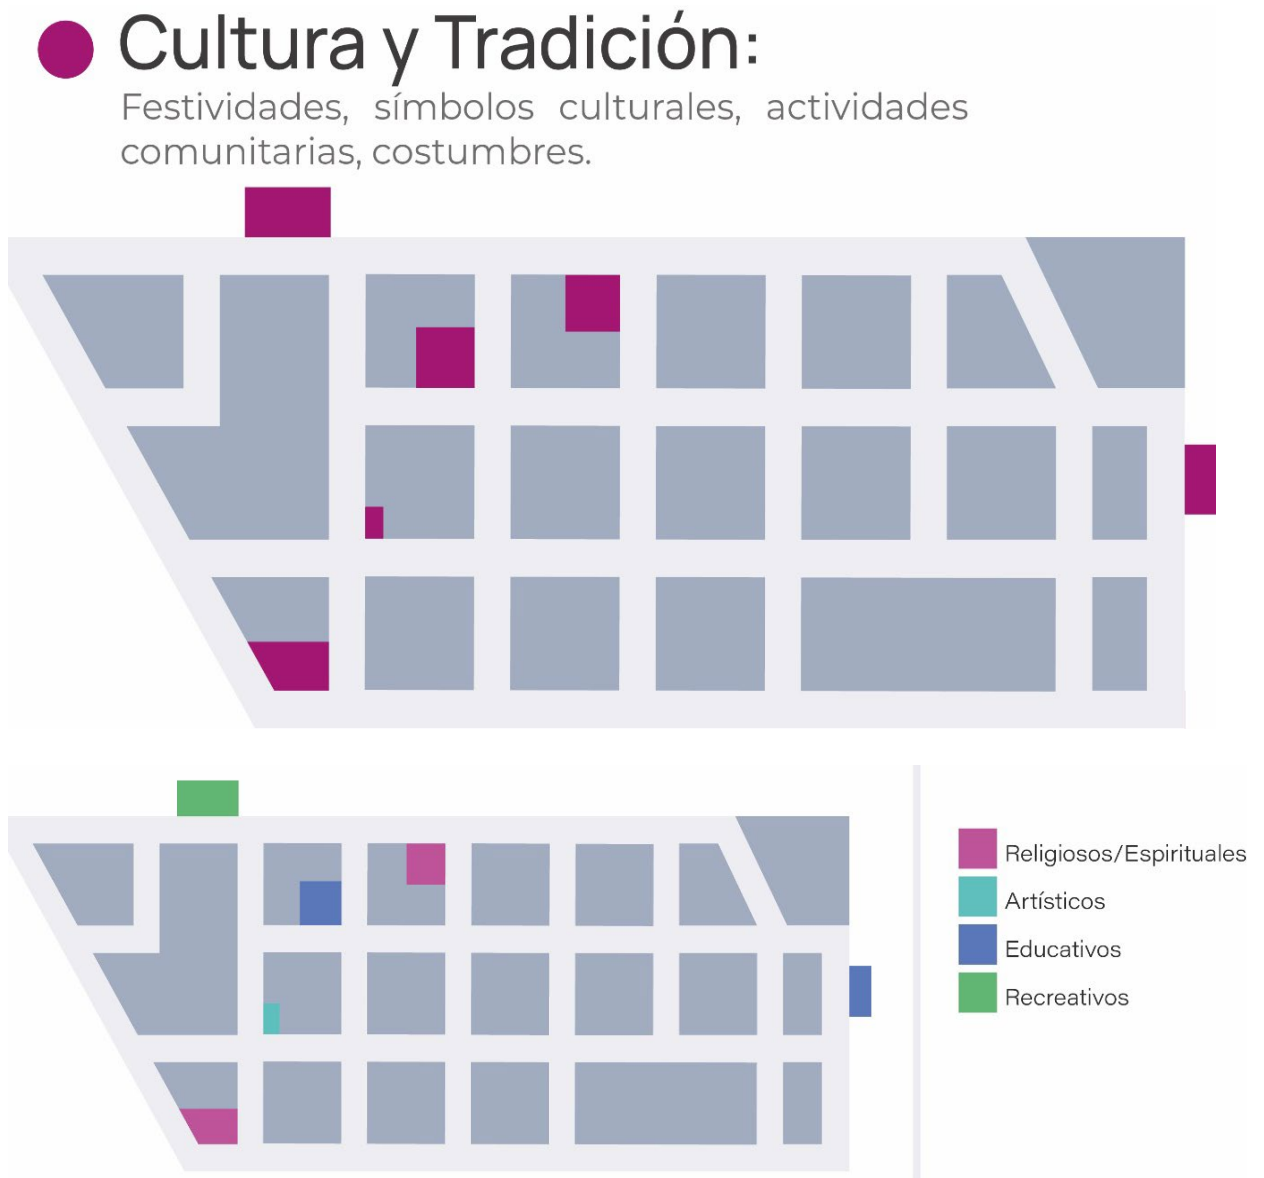 Cultura y Tradición:
Festividades, símbolos culturales, actividades
comunitarias, costumbres.
Religiosos/Espirituales
Artísticos
Educativos
Recreativos